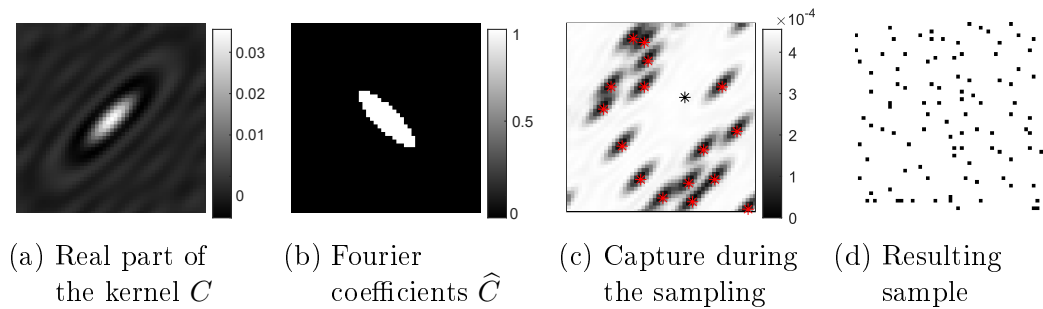 0.03
0.02
0.01
0
1
0.5
0
×10⁻⁴
4
3
2
1
0
(a) Real part of
the kernel C
(b) Fourier
coefficients Ĉ
(c) Capture during
the sampling
(d) Resulting
sample